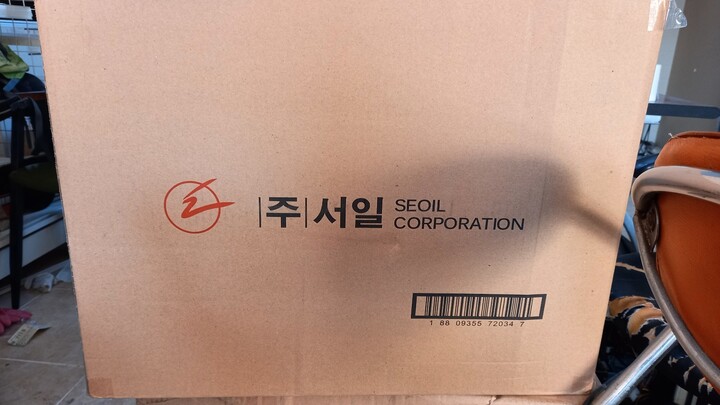 |주|서일 SEOIL
CORPORATION
1 88 09355 72034 7